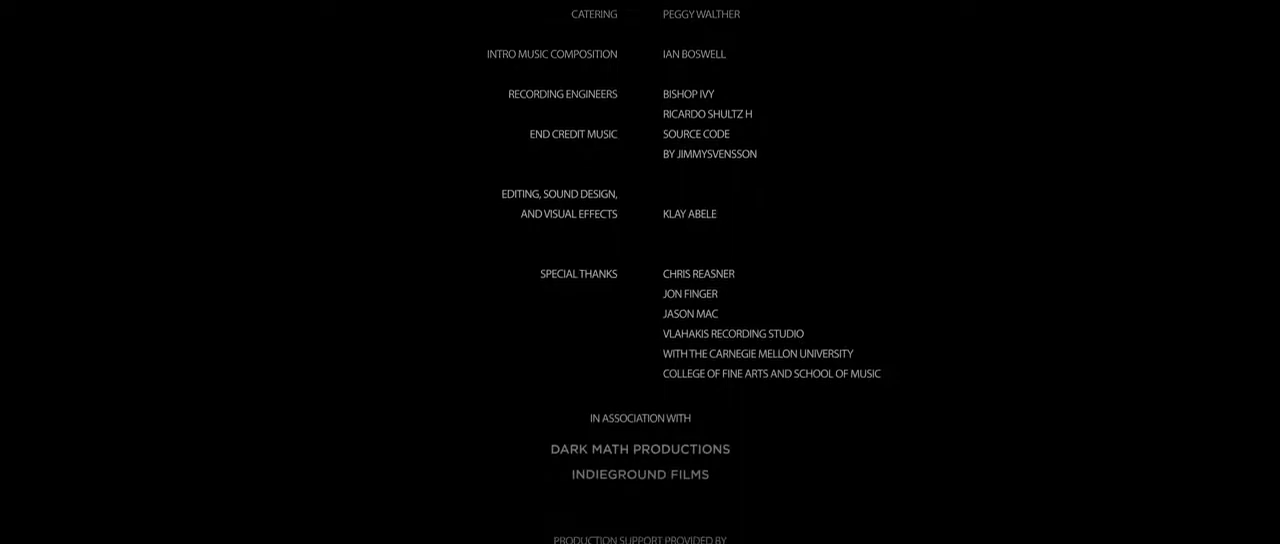 CATERING PEGGY WALTHER
INTRO MUSIC COMPOSITION IAN BOSWELL
RECORDING ENGINEERS BISHOP IVY
RICARDO SHULTZ H
END CREDIT MUSIC SOURCE CODE
BY JIMMYSVENSSON
EDITING, SOUND DESIGN,
AND VISUAL EFFECTS KLAY ABELE
SPECIAL THANKS CHRIS REASNER
JON FINGER
JASON MAC
VLAHAKIS RECORDING STUDIO
WITH THE CARNEGIE MELLON UNIVERSITY
COLLEGE OF FINE ARTS AND SCHOOL OF MUSIC
IN ASSOCIATION WITH
DARK MATH PRODUCTIONS
INDIEGROUND FILMS
PRODUCTION SUPPORT PROVIDED BY